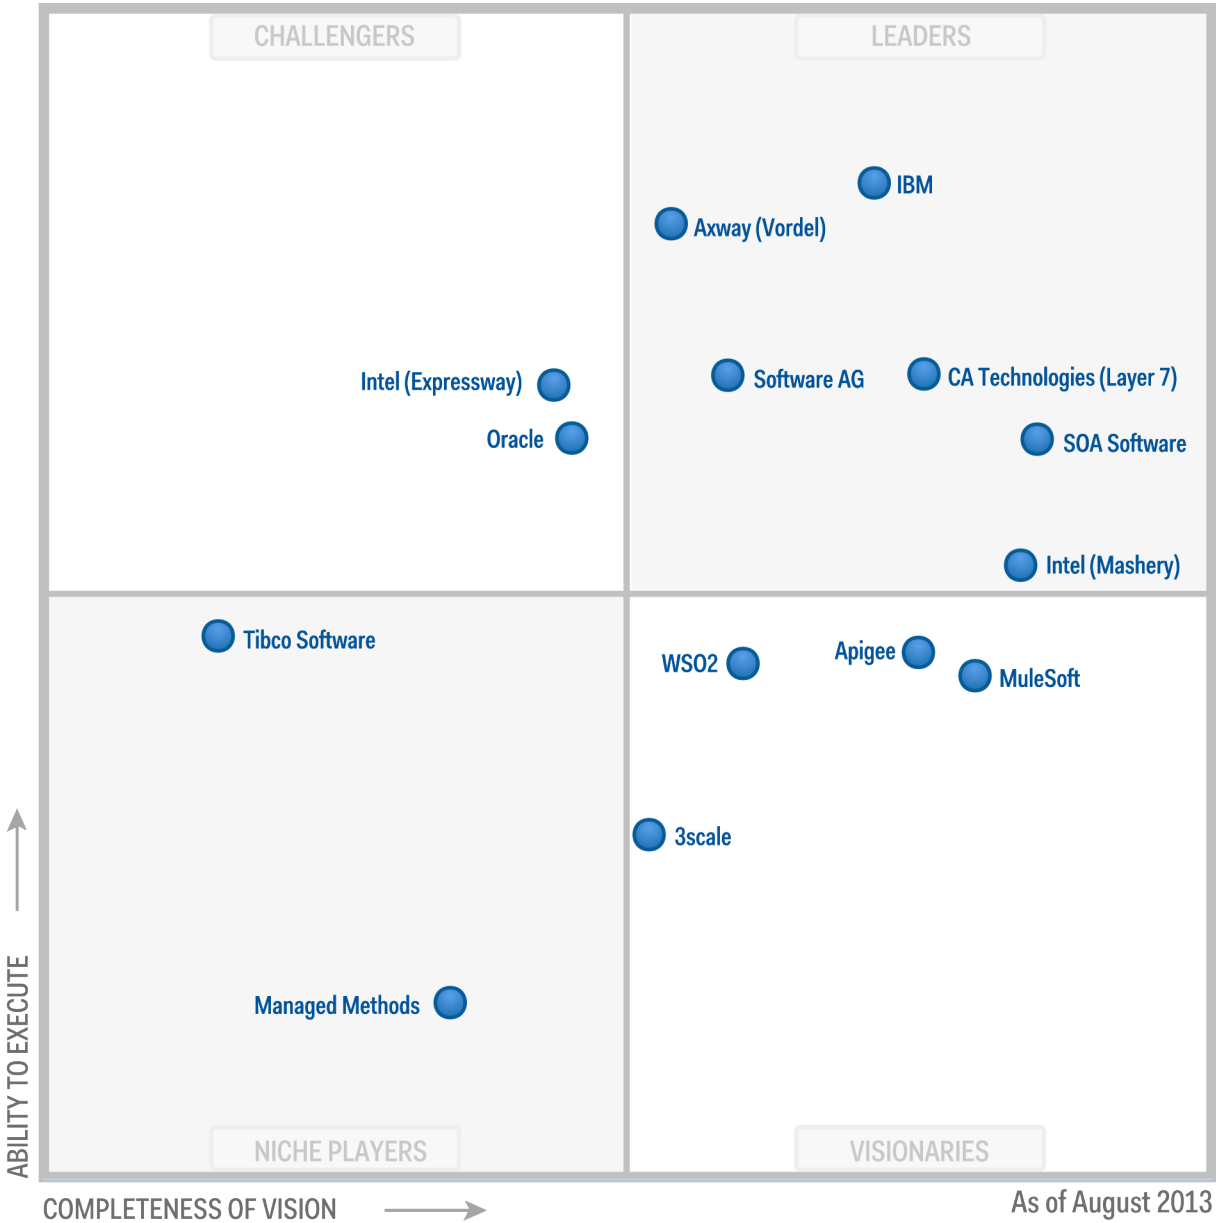 CHALLENGERS
LEADERS
IBM
Axway (Vordel)
Intel (Expressway)
Software AG
CA Technologies (Layer 7)
Oracle
SOA Software
Intel (Mashery)
Tibco Software
WSO2
Apigee
MuleSoft
3scale
Managed Methods
NICHE PLAYERS
VISIONARIES
ABILITY TO EXECUTE
COMPLETENESS OF VISION
As of August 2013